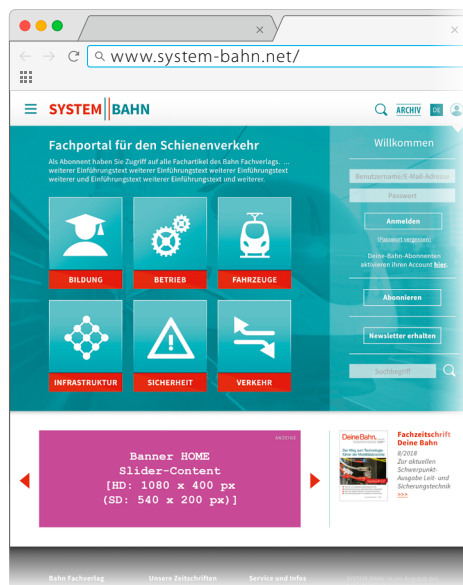 www.system-bahn.net/
SYSTEM||BAHN
ARCHIV DE
Fachportal für den Schienenverkehr
Als Abonnent haben Sie Zugriff auf alle Fachartikel des Bahn Fachverlags, ...
weiterer Einführungstext weiterer Einführungstext weiterer Einführungstext
weiterer und Einführungstext weiterer Einführungstext und weiterer.
BILDUNG
BETRIEB
FAHRZEUGE
INFRASTRUKTUR
SICHERHEIT
VERKEHR
Willkommen
Benutzername/E-Mail-Adresse
Passwort
Anmelden
(Passwort vergessen)
Deine-Bahn-Abonnenten
aktivieren ihren Account hier.
Abonnieren
Newsletter erhalten
Suchbegriff
ANZEIGE
Banner HOME
Slider-Content
[HD: 1080 x 400 px
(SD: 540 x 200 px)]
DeineBahn.
Fachzeitschrift
Deine Bahn
8/2018
Zur aktuellen
Schwerpunkt-
Ausgabe Leit- und
Sicherungstechnik
>>>
Bahn Fachverlag
Unsere Zeitschriften
Service und Infos